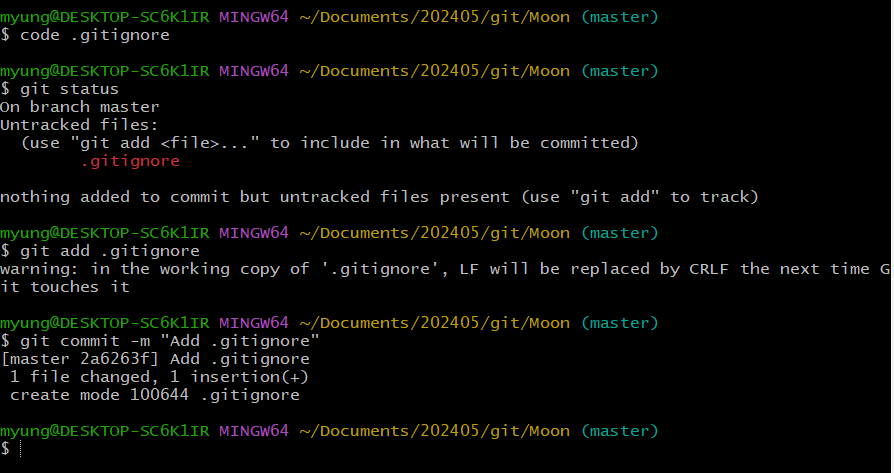 myung@DESKTOP-SC6K1IR MINGW64 ~/Documents/202405/git/Moon (master)
$ code .gitignore
myung@DESKTOP-SC6K1IR MINGW64 ~/Documents/202405/git/Moon (master)
$ git status
On branch master
Untracked files:
  (use "git add <file>..." to include in what will be committed)
        .gitignore
nothing added to commit but untracked files present (use "git add" to track)
myung@DESKTOP-SC6K1IR MINGW64 ~/Documents/202405/git/Moon (master)
$ git add .gitignore
warning: in the working copy of '.gitignore', LF will be replaced by CRLF the next time G
it touches it
myung@DESKTOP-SC6K1IR MINGW64 ~/Documents/202405/git/Moon (master)
$ git commit -m "Add .gitignore"
[master 2a6263f] Add .gitignore
 1 file changed, 1 insertion(+)
 create mode 100644 .gitignore
myung@DESKTOP-SC6K1IR MINGW64 ~/Documents/202405/git/Moon (master)
$